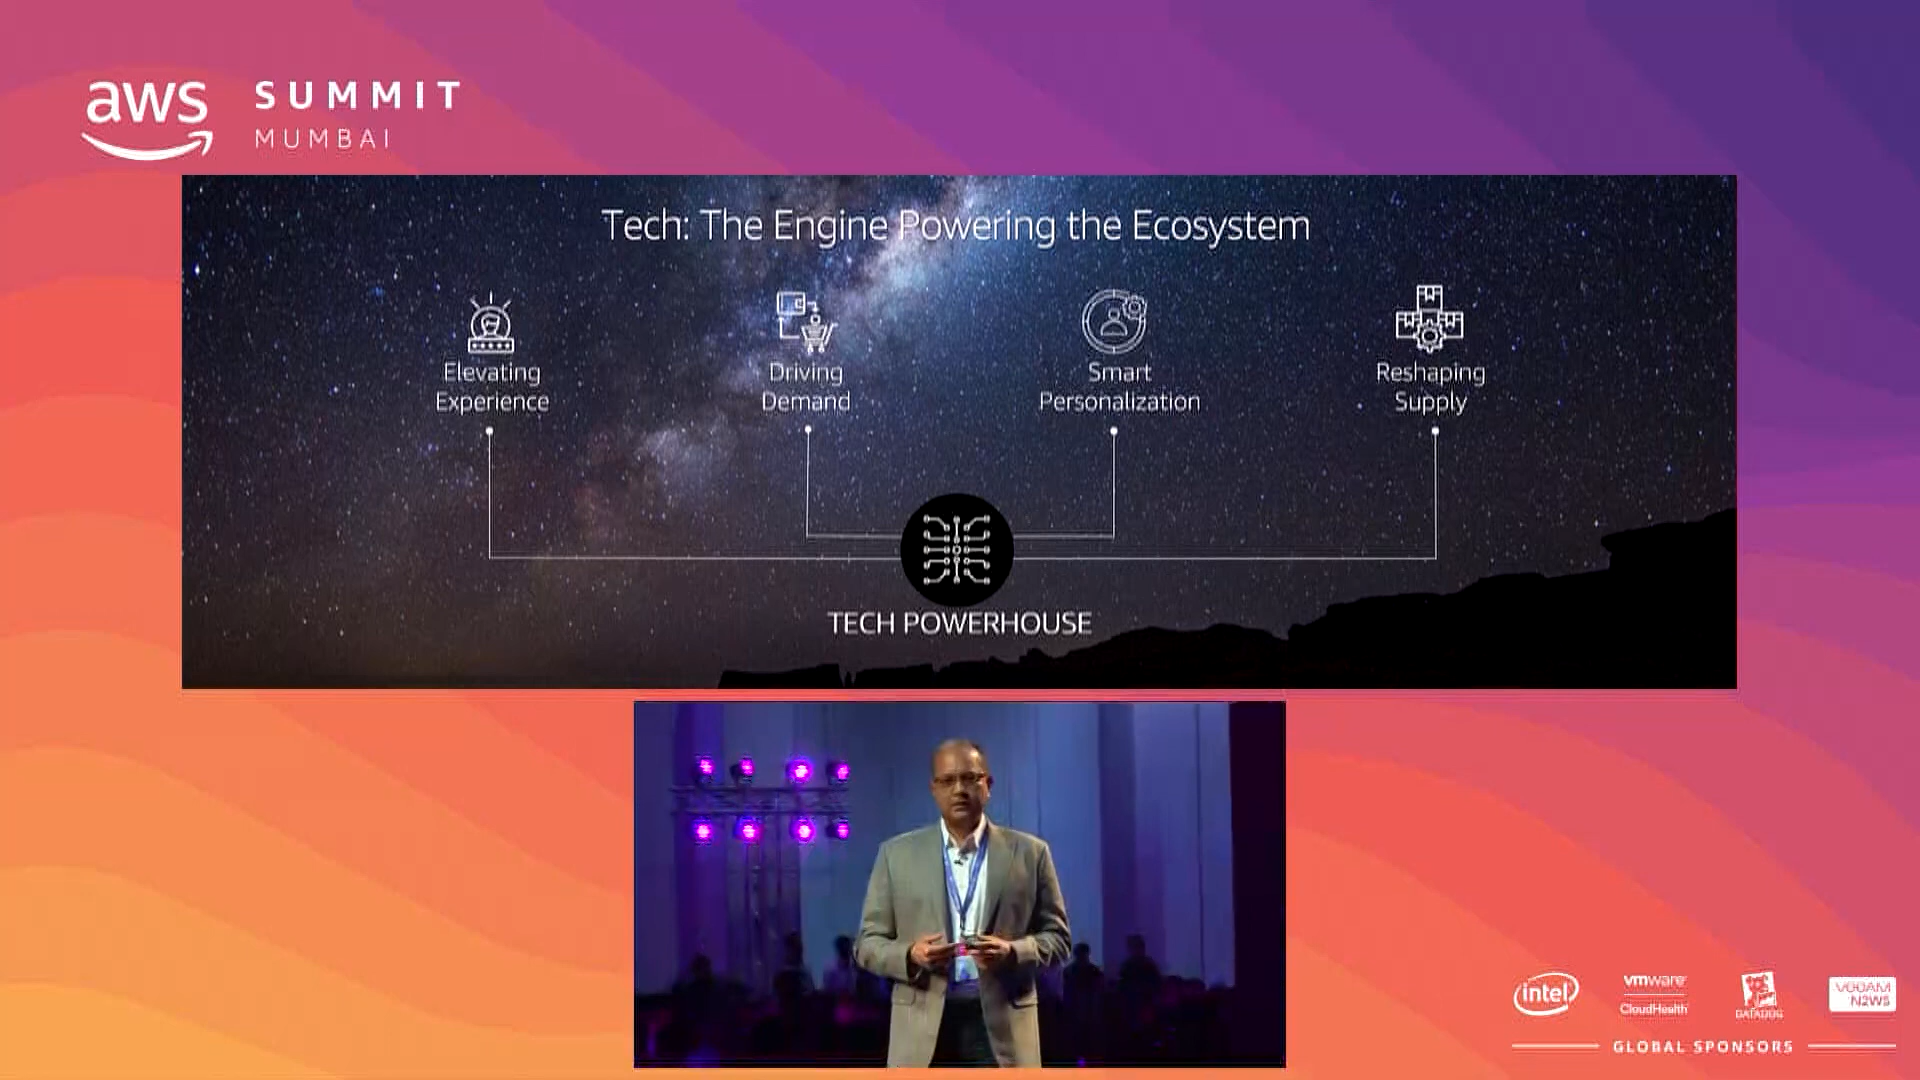 aws
SUMMIT
MUMBAI
Tech: The Engine Powering the Ecosystem
Elevating
Experience
Driving
Demand
Smart
Personalization
Reshaping
Supply
TECH POWERHOUSE
intel
vmware
CloudHealth
DATADOG
VEEAM
N2WS
GLOBAL SPONSORS